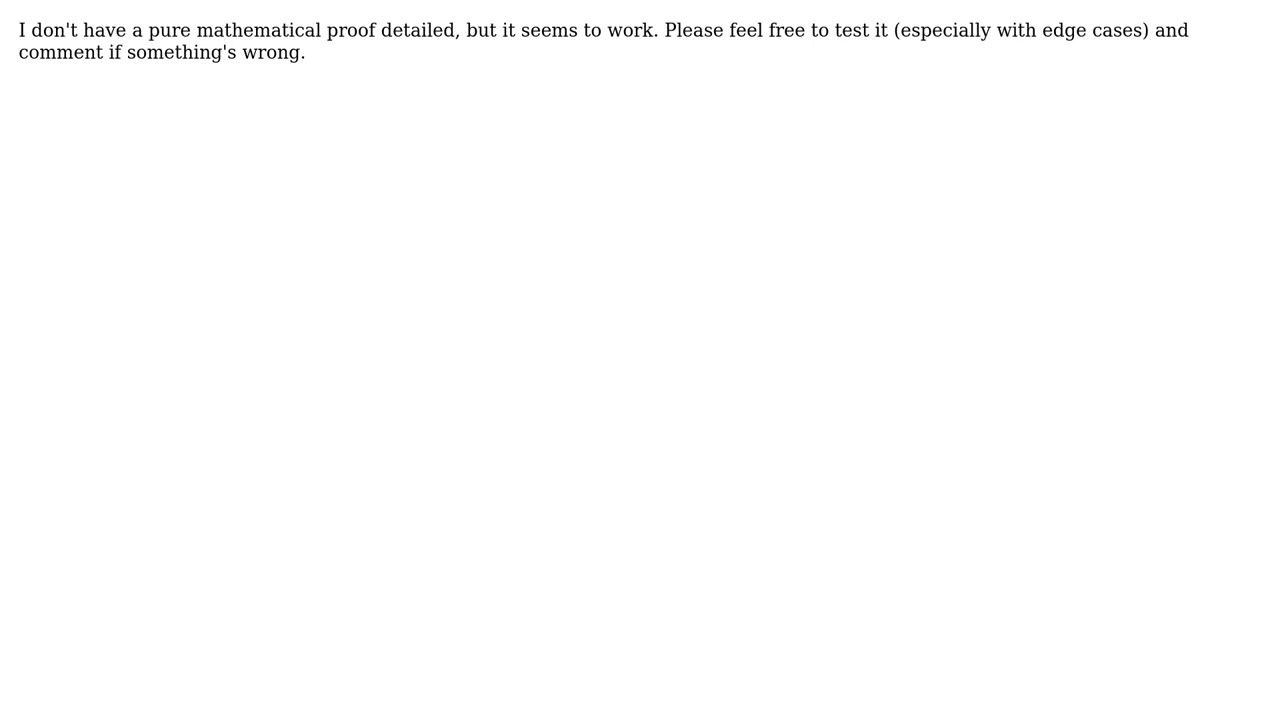 I don't have a pure mathematical proof detailed, but it seems to work. Please feel free to test it (especially with edge cases) and
comment if something's wrong.